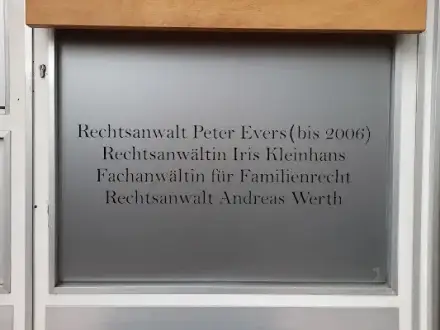 Rechtsanwalt Peter Evers(bis 2006)
Rechtsanwältin Iris Kleinhans
Fachanwältin für Familienrecht
Rechtsanwalt Andreas Werth